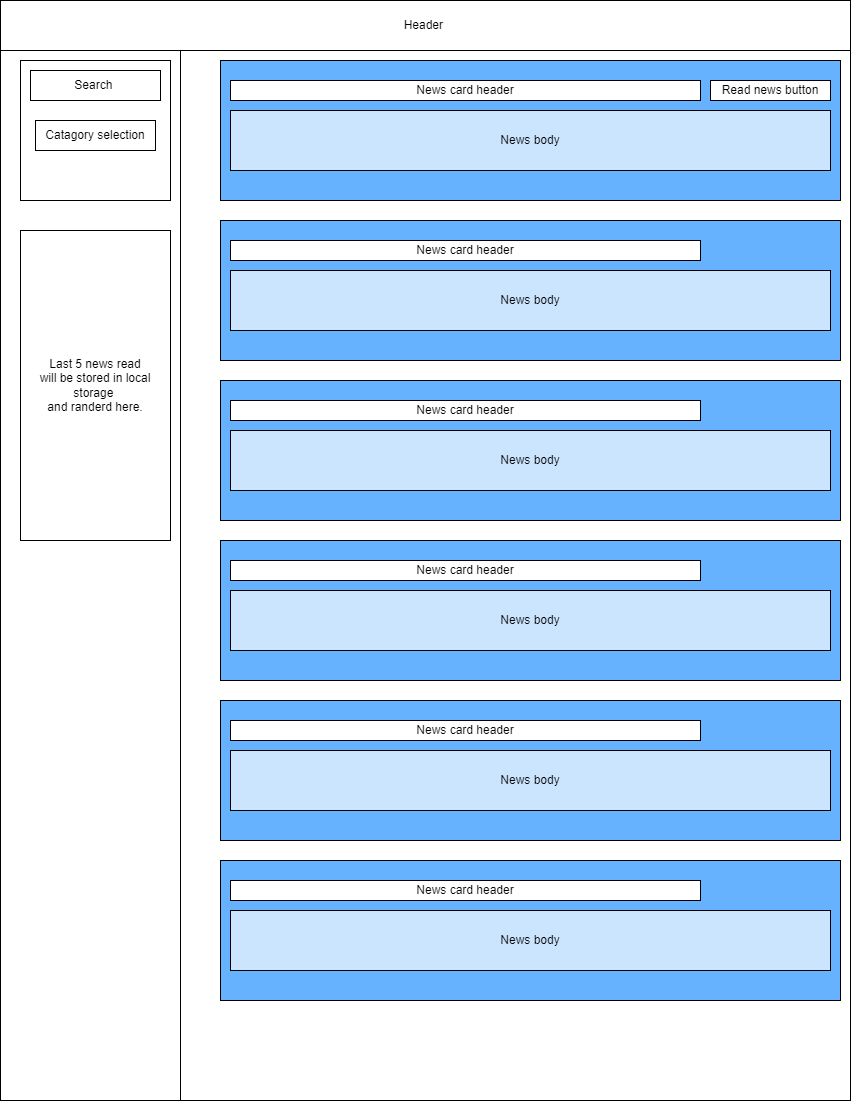 Header
Search
Catagory selection
Last 5 news read
will be stored in local
storage
and randerd here.
News card header
Read news button
News body
News card header
News body
News card header
News body
News card header
News body
News card header
News body
News card header
News body